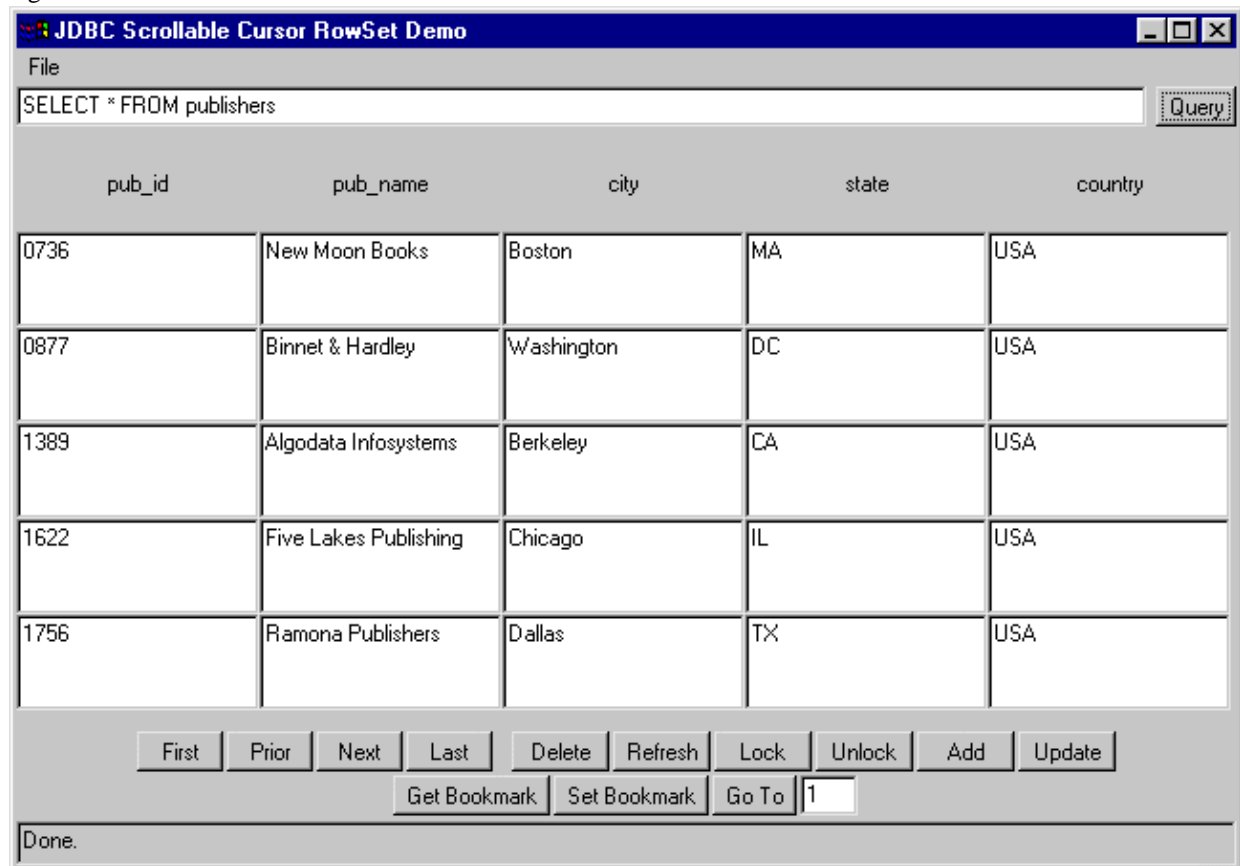 JDBC Scrollable Cursor RowSet Demo
File
SELECT * FROM publishers Query
pub_id pub_name city state country
0736 New Moon Books Boston MA USA
0877 Binnet & Hardley Washington DC USA
1389 Algodata Infosystems Berkeley CA USA
1622 Five Lakes Publishing Chicago IL USA
1756 Ramona Publishers Dallas TX USA
First Prior Next Last Delete Refresh Lock Unlock Add Update
Get Bookmark Set Bookmark Go To 1
Done.